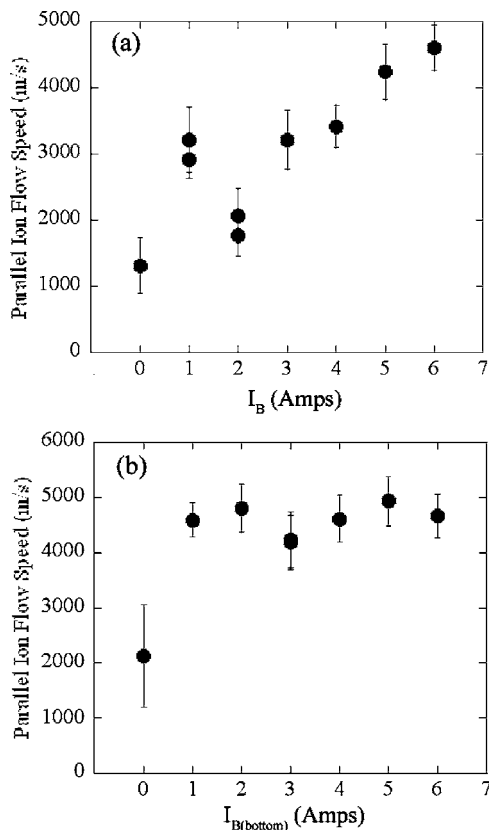 (a)
Parallel Ion Flow Speed (m/s)
5000
4000
3000
2000
1000
0
0 1 2 3 4 5 6 7
I_B (Amps)
(b)
Parallel Ion Flow Speed (m/s)
6000
5000
4000
3000
2000
1000
0
0 1 2 3 4 5 6 7
I_B(bottom) (Amps)